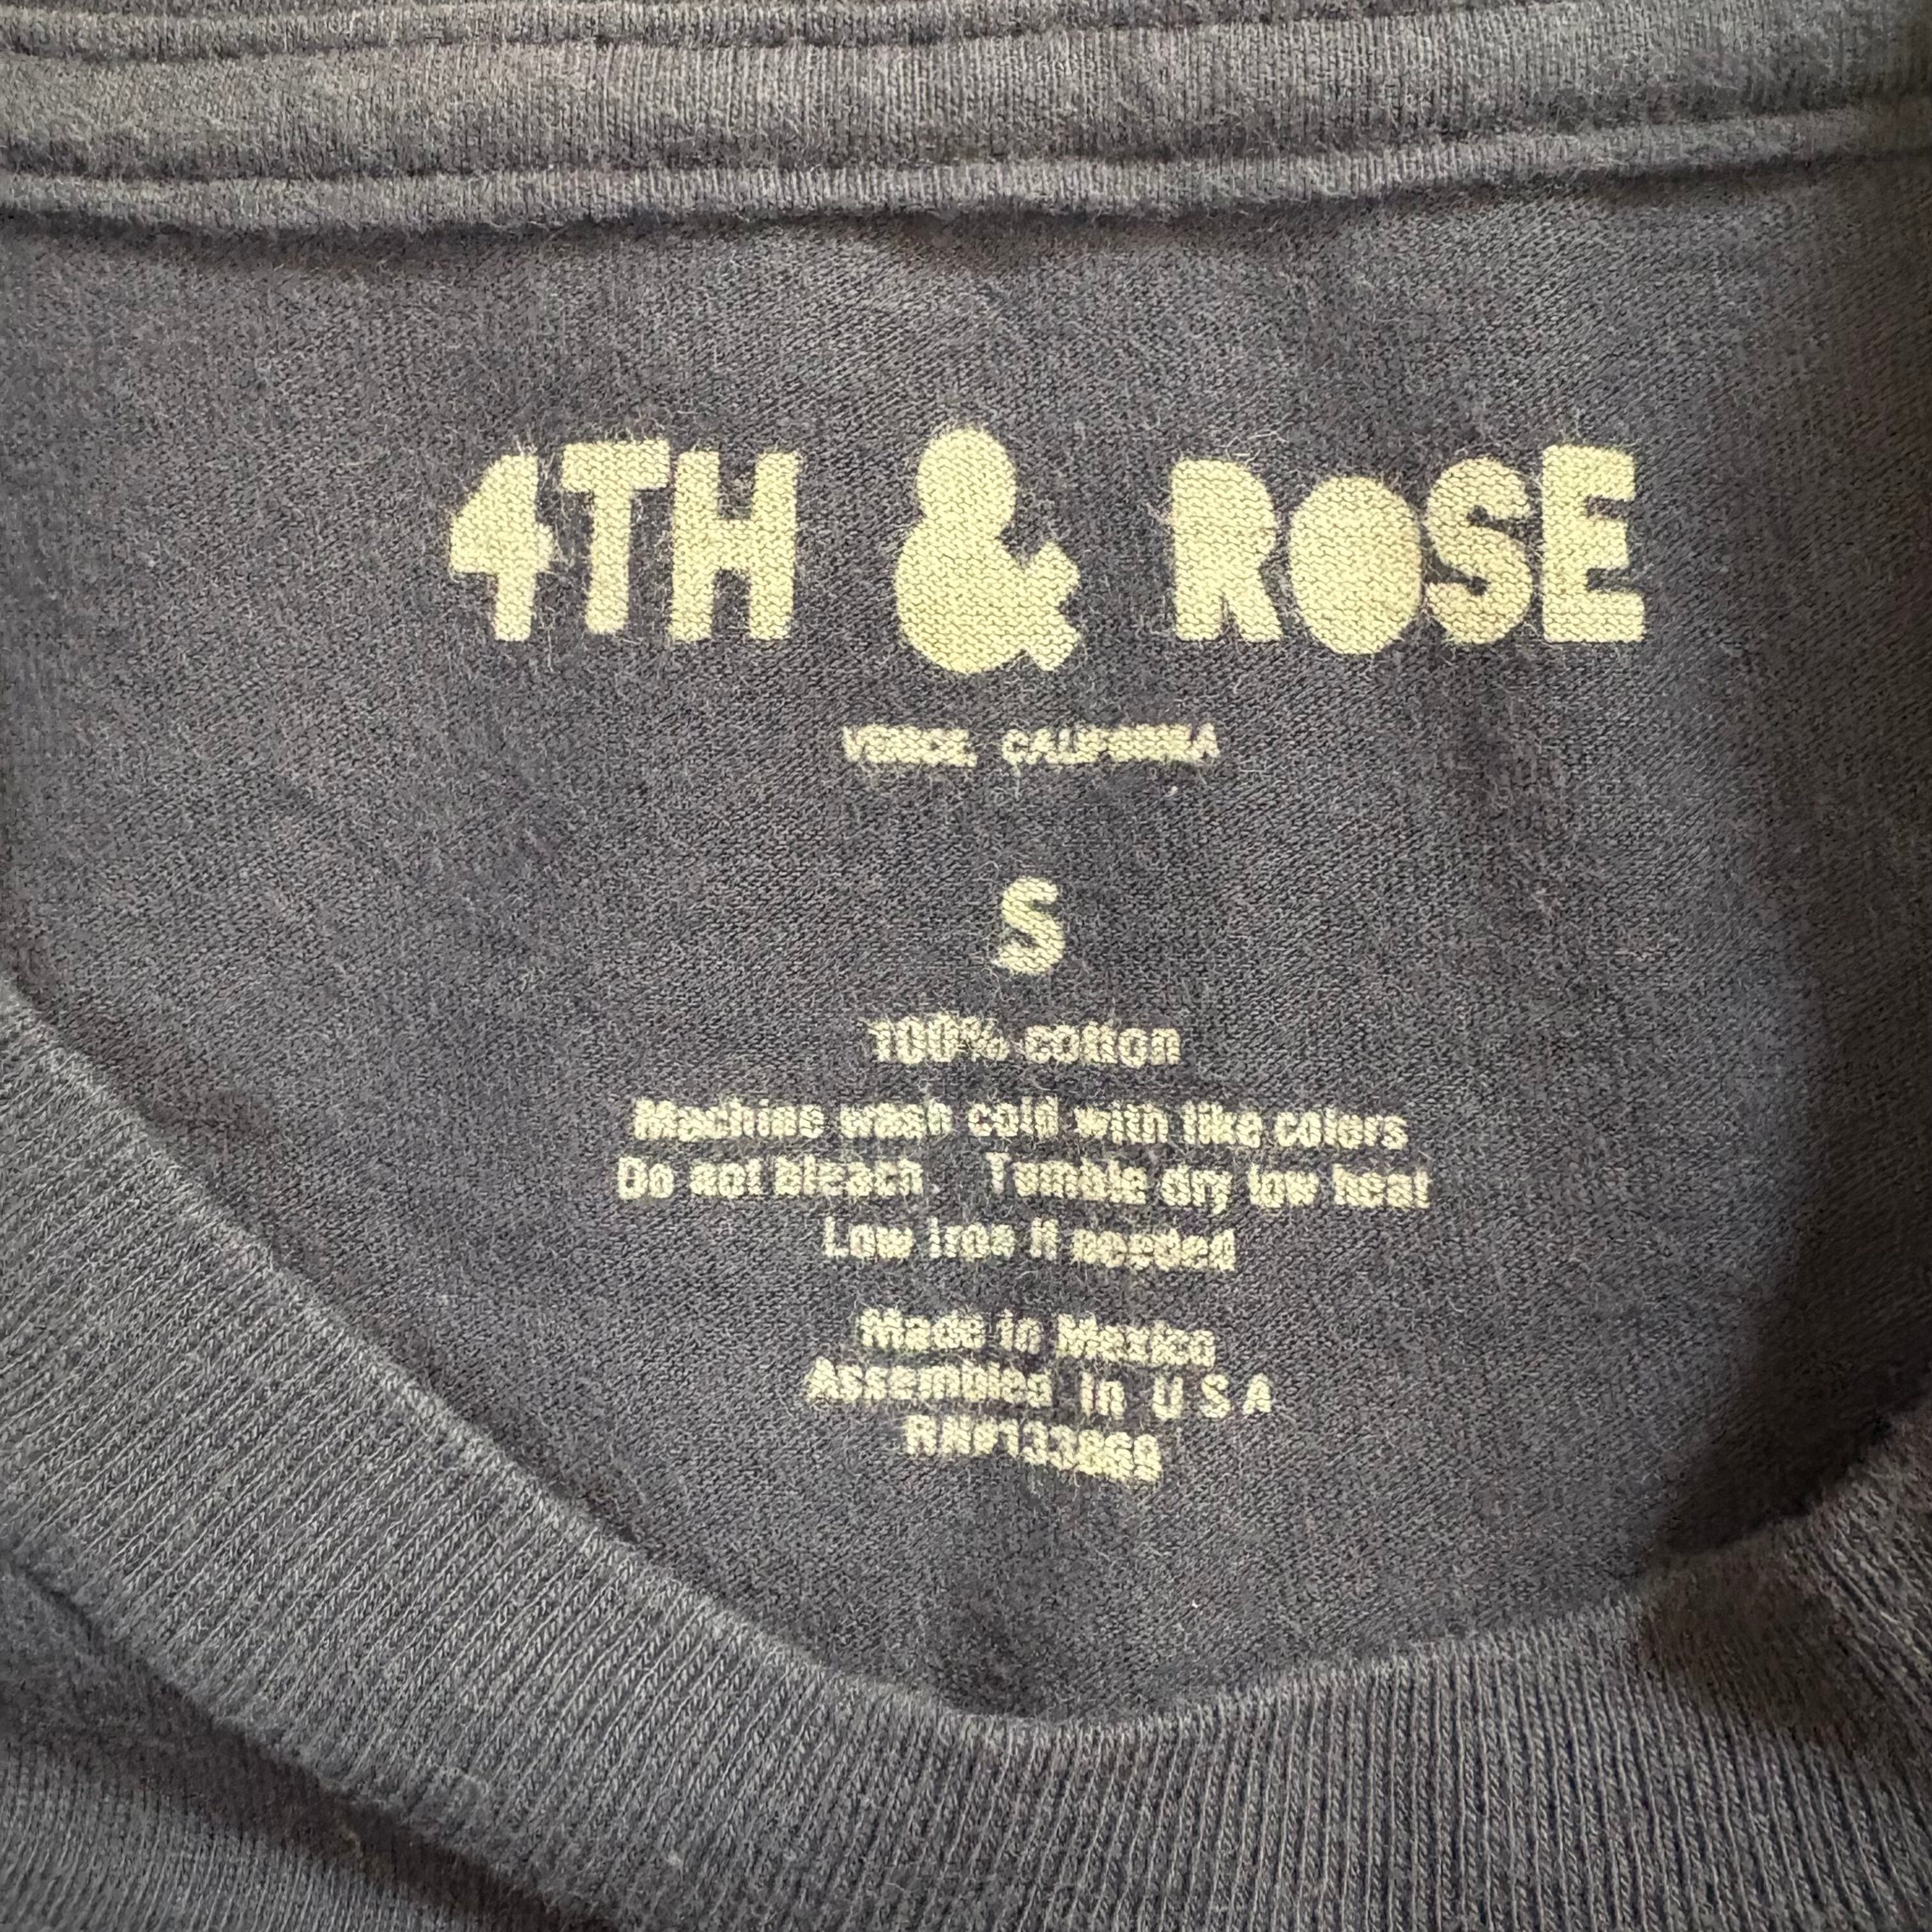 4TH & ROSE
VENICE, CALIFORNIA
S
100% cotton
Machine wash cold with like colors
Do not bleach Tumble dry low heat
Low iron if needed
Made in Mexico
Assembled in U S A
RN#133869